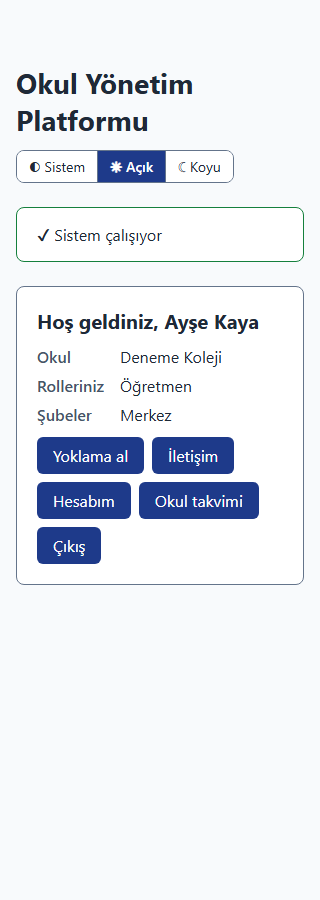 Okul Yönetim
Platformu
◐ Sistem ☀ Açık ☾ Koyu
✓ Sistem çalışıyor
Hoş geldiniz, Ayşe Kaya
Okul Deneme Koleji
Rolleriniz Öğretmen
Şubeler Merkez
Yoklama al İletişim
Hesabım Okul takvimi
Çıkış